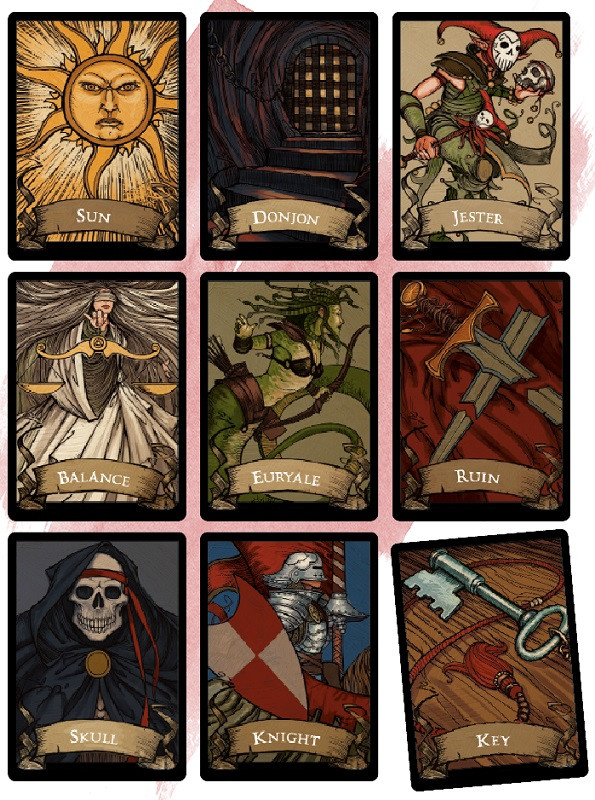 Sun
Donjon
Jester
Balance
Euryale
Ruin
Skull
Knight
Key